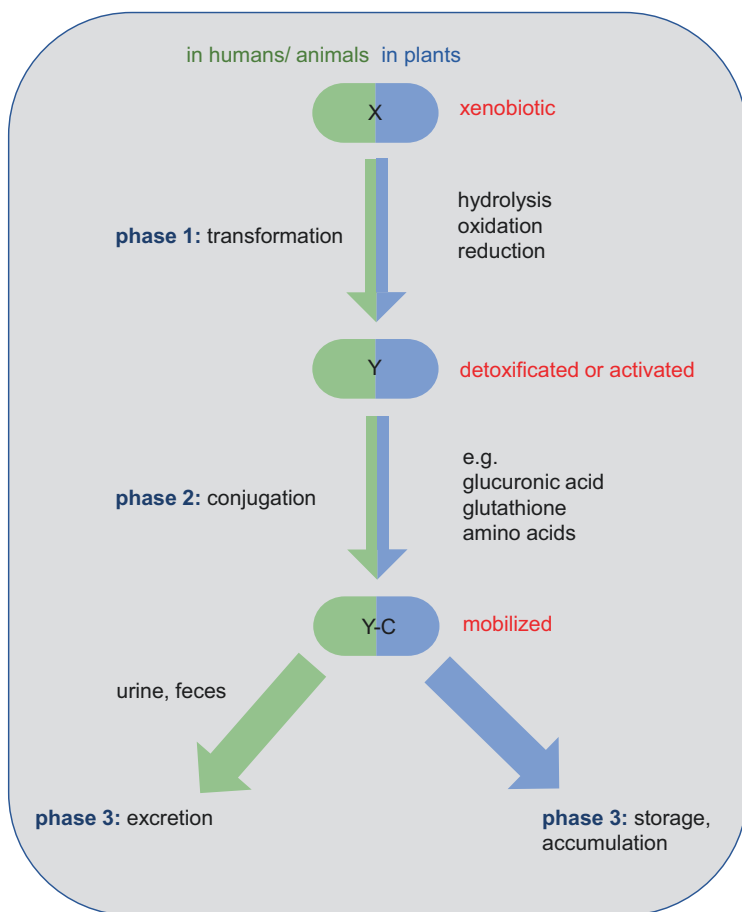 in humans/ animals in plants
X
xenobiotic
phase 1: transformation
hydrolysis
oxidation
reduction
Y
detoxificated or activated
phase 2: conjugation
e.g.
glucuronic acid
glutathione
amino acids
Y-C
mobilized
urine, feces
phase 3: excretion
phase 3: storage,
accumulation